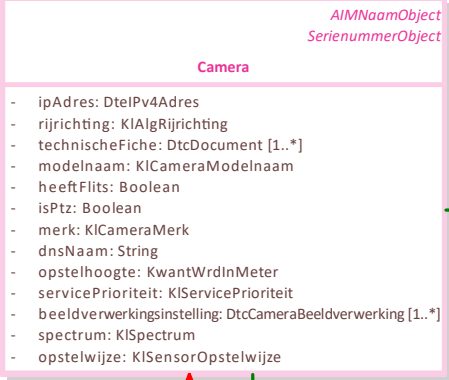 AIMNaamObject
SerienummerObject
Camera
- ipAdres: DteIPv4Adres
- rijrichting: KlAlgRijrichting
- technischeFiche: DtcDocument [1..*]
- modelnaam: KlCameraModelnaam
- heeftFlits: Boolean
- isPtz: Boolean
- merk: KlCameraMerk
- dnsNaam: String
- opstelhoogte: KwantWrdInMeter
- servicePrioriteit: KlServicePrioriteit
- beeldverwerkingsinstelling: DtcCameraBeeldverwerking [1..*]
- spectrum: KlSpectrum
- opstelwijze: KlSensorOpstelwijze